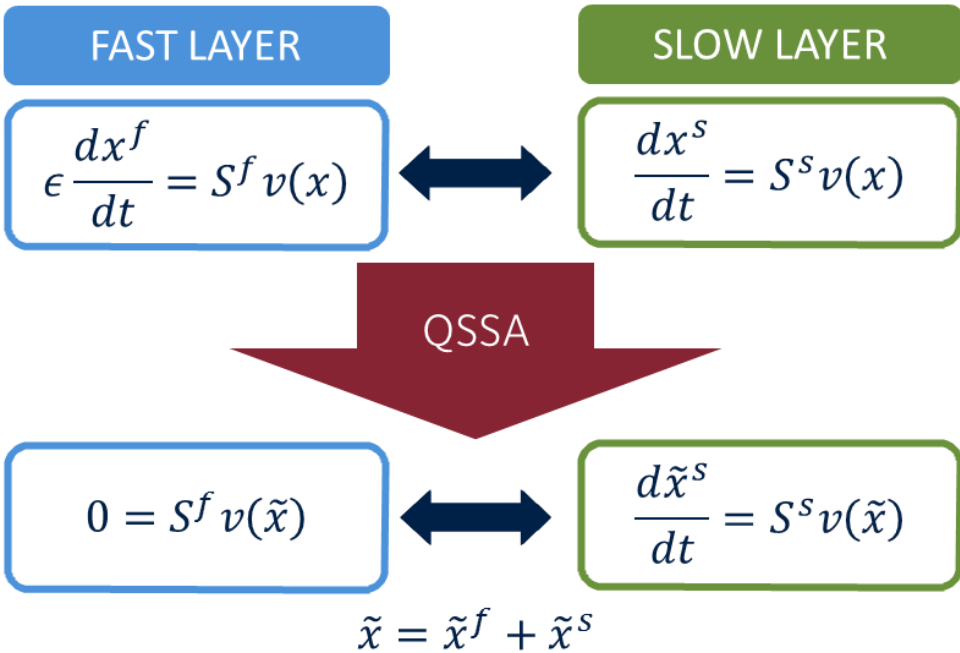 FAST LAYER
SLOW LAYER
ϵ dx^f/dt = S^f v(x)
dx^s/dt = S^s v(x)
QSSA
0 = S^f v(x̃)
dx̃^s/dt = S^s v(x̃)
x̃ = x̃^f + x̃^s